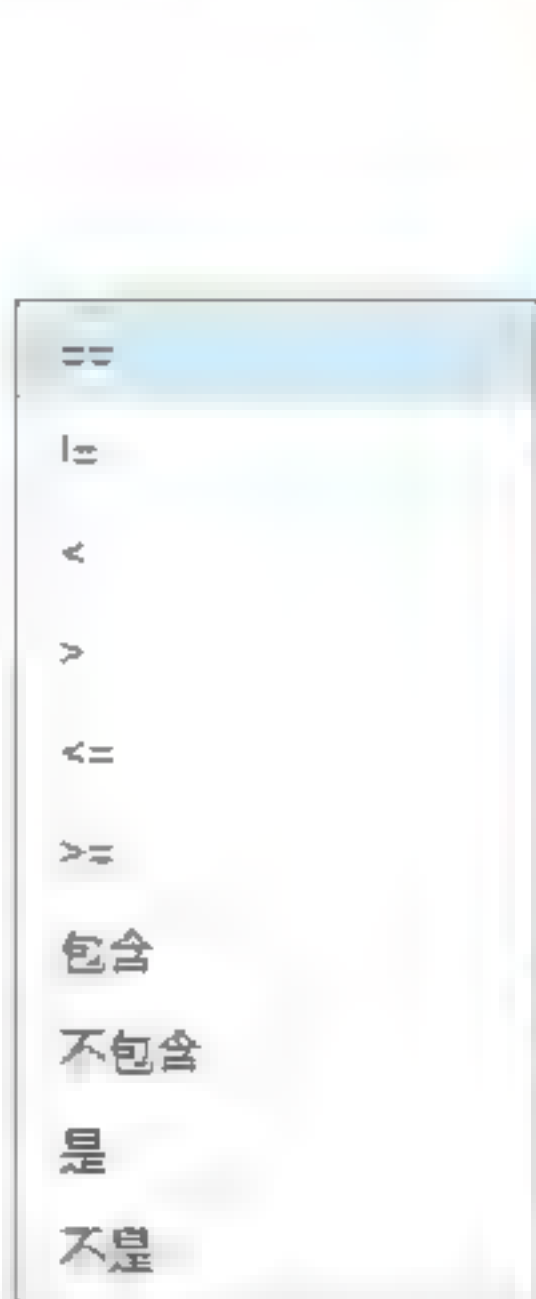 ==
!=
<
>
<=
>=
包含
不包含
是
不是